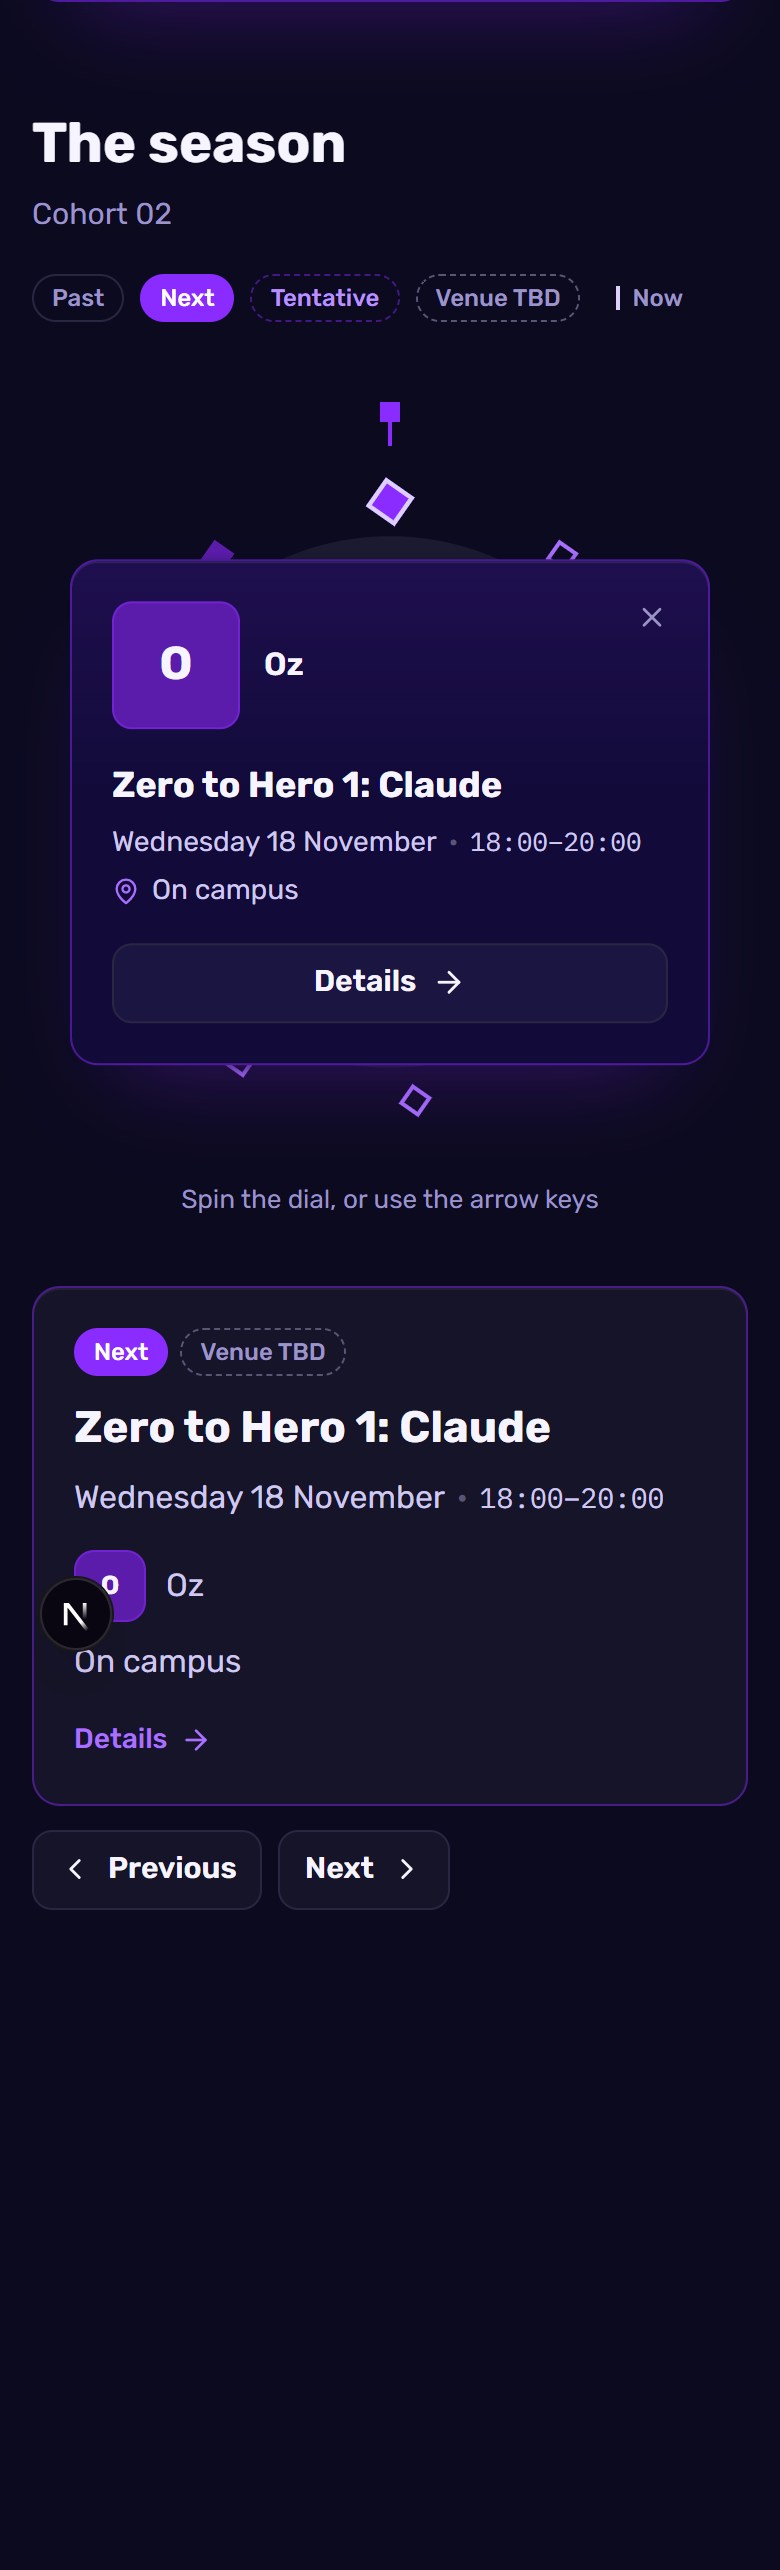 The season
Cohort 02
Past Next Tentative Venue TBD Now
O Oz
Zero to Hero 1: Claude
Wednesday 18 November • 18:00–20:00
On campus
Details →
Spin the dial, or use the arrow keys
Next Venue TBD
Zero to Hero 1: Claude
Wednesday 18 November • 18:00–20:00
O Oz
N
On campus
Details →
Previous Next